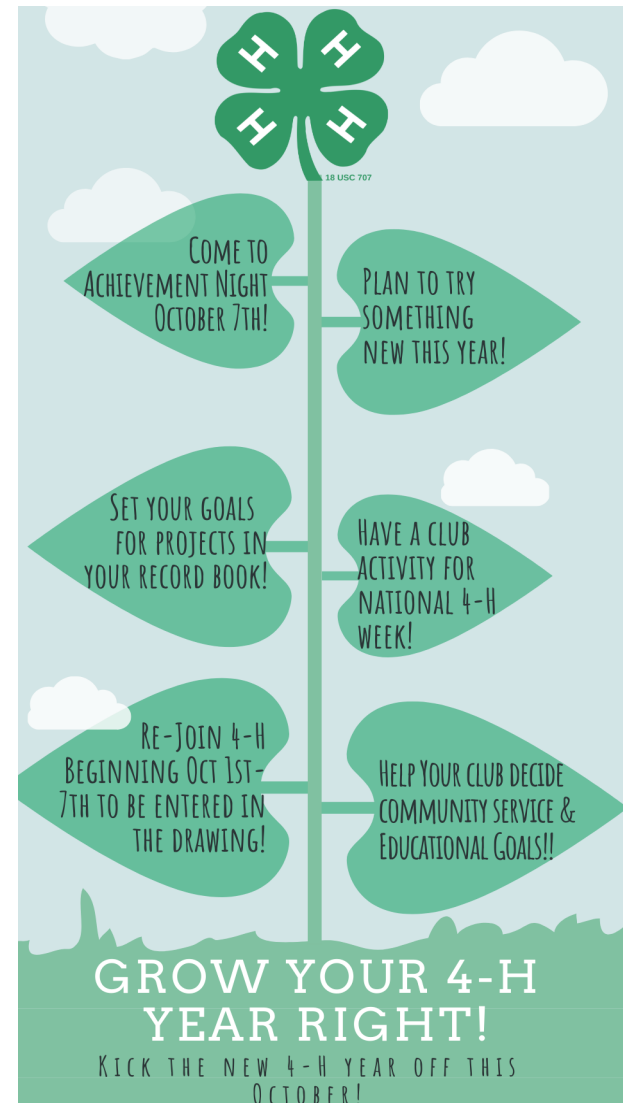 H H
H H
18 USC 707
Come to
Achievement Night
October 7th!
Plan to try
something
new this year!
Set your goals
for projects in
your record book!
Have a club
activity for
national 4-H
week!
Re-Join 4-H
Beginning Oct 1st-
7th to be entered in
the drawing!
Help Your club decide
community service &
Educational Goals!!
GROW YOUR 4-H
YEAR RIGHT!
Kick the new 4-H year off this
October!